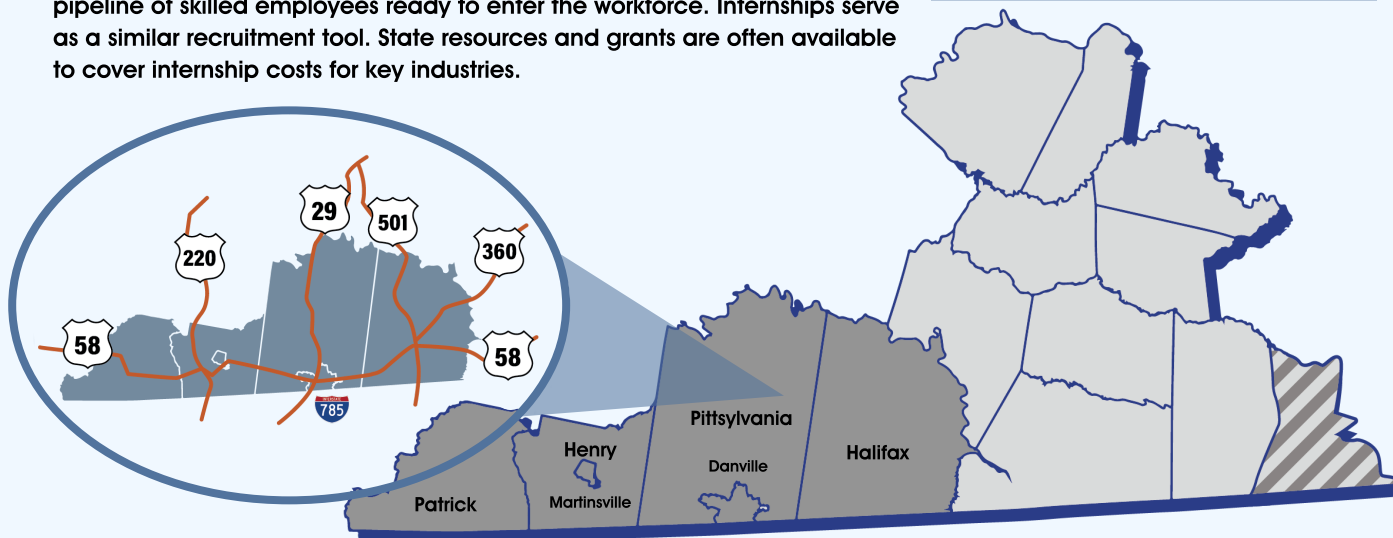 pipeline of skilled employees ready to enter the workforce. Internships serve
as a similar recruitment tool. State resources and grants are often available
to cover internship costs for key industries.
29
501
220
360
58
58
INTERSTATE
785
Pittsylvania
Henry
Halifax
Danville
Martinsville
Patrick